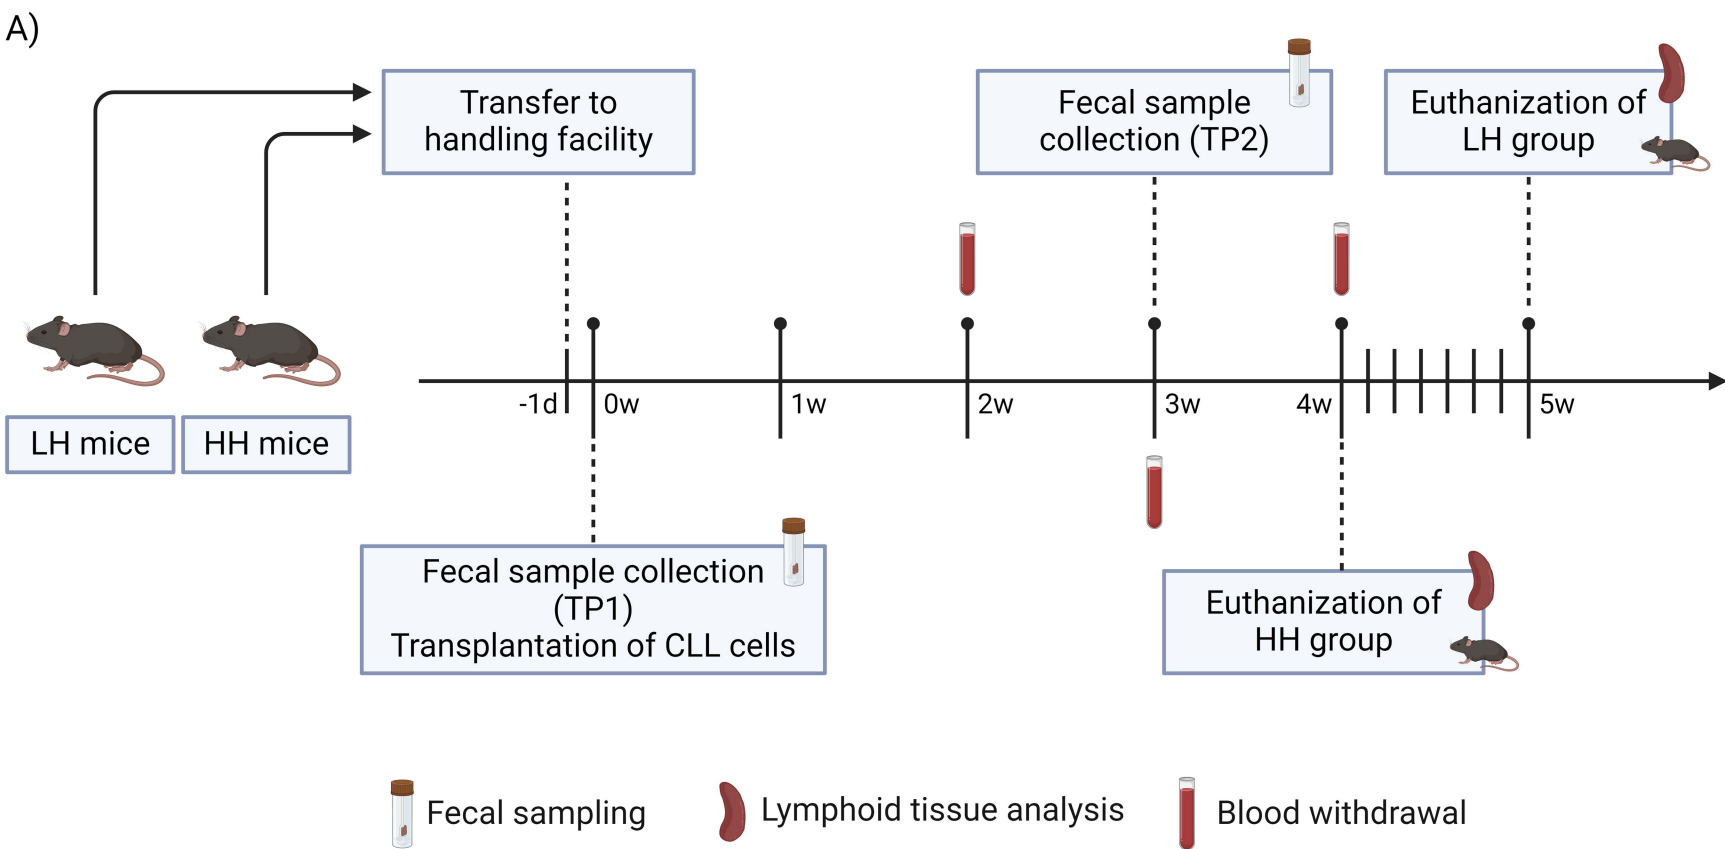 A)
Transfer to
handling facility
Fecal sample
collection (TP2)
Euthanization of
LH group
LH mice
HH mice
-1d
0w
1w
2w
3w
4w
5w
Fecal sample collection
(TP1)
Transplantation of CLL cells
Euthanization of
HH group
Fecal sampling
Lymphoid tissue analysis
Blood withdrawal